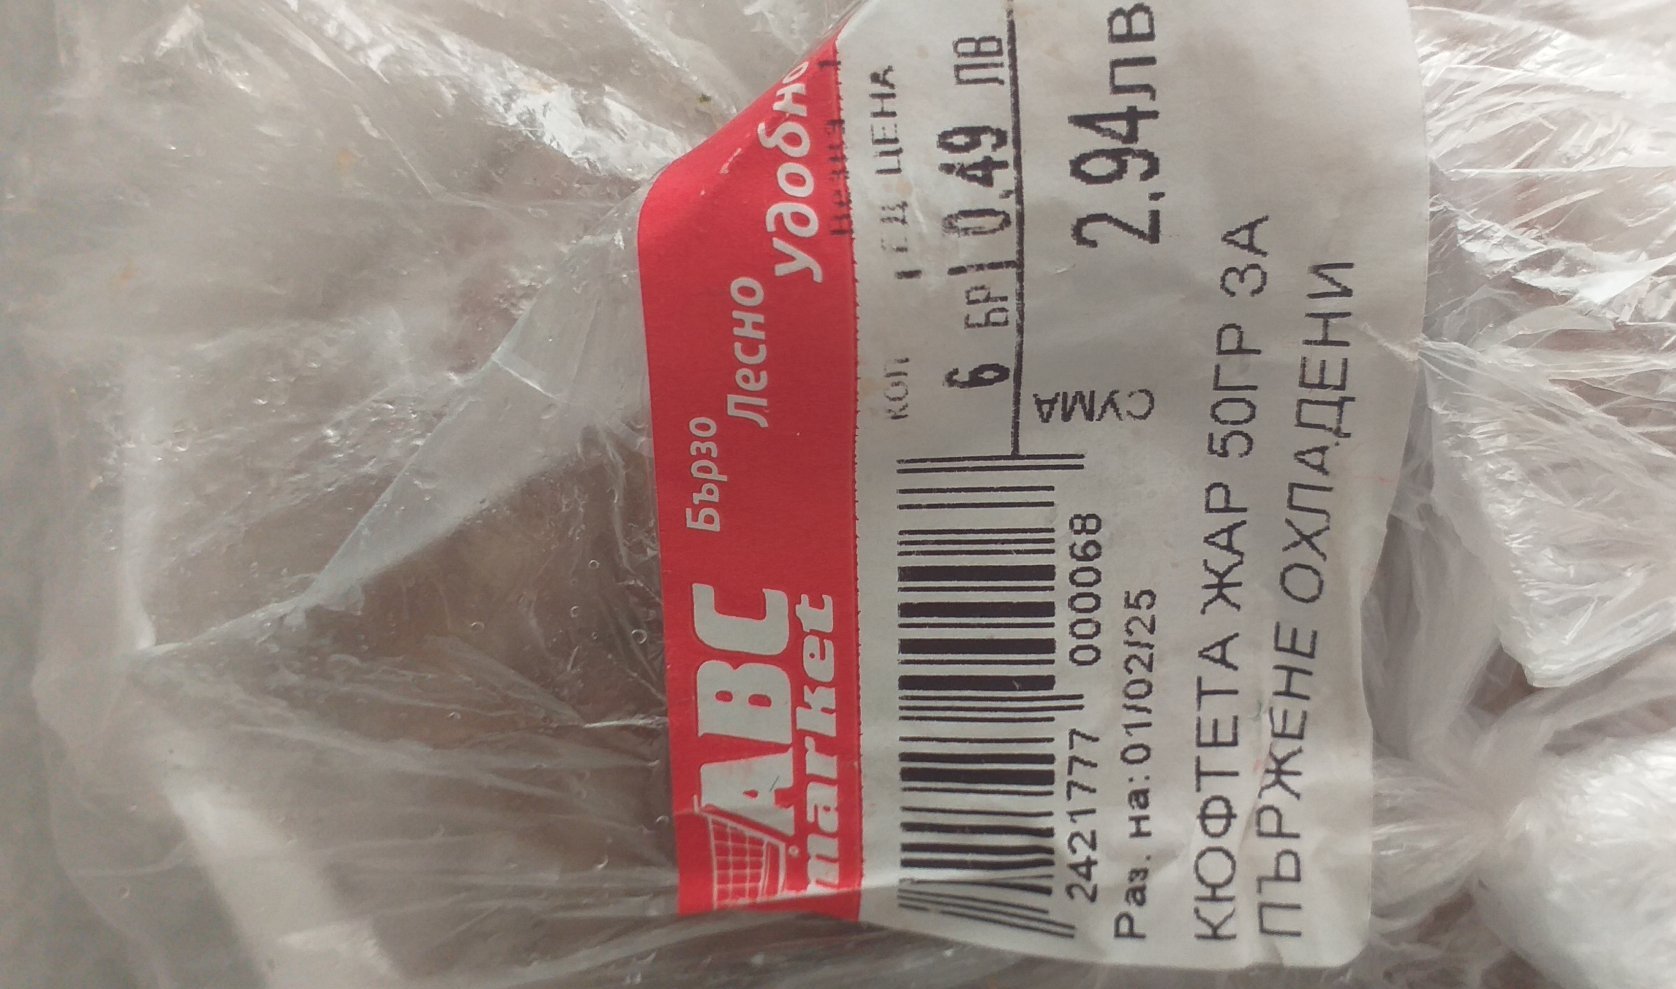 ABC
market
Бързо
Лесно
удобно
КОЛ ЕД ЦЕНА
6 БР 0.49 ЛВ
СУМА
2.94ЛВ
2421777 000068
Раз. на: 01/02/25
КЮФТЕТА ЖАР 50ГР ЗА
ПЪРЖЕНЕ ОХЛАДЕНИ